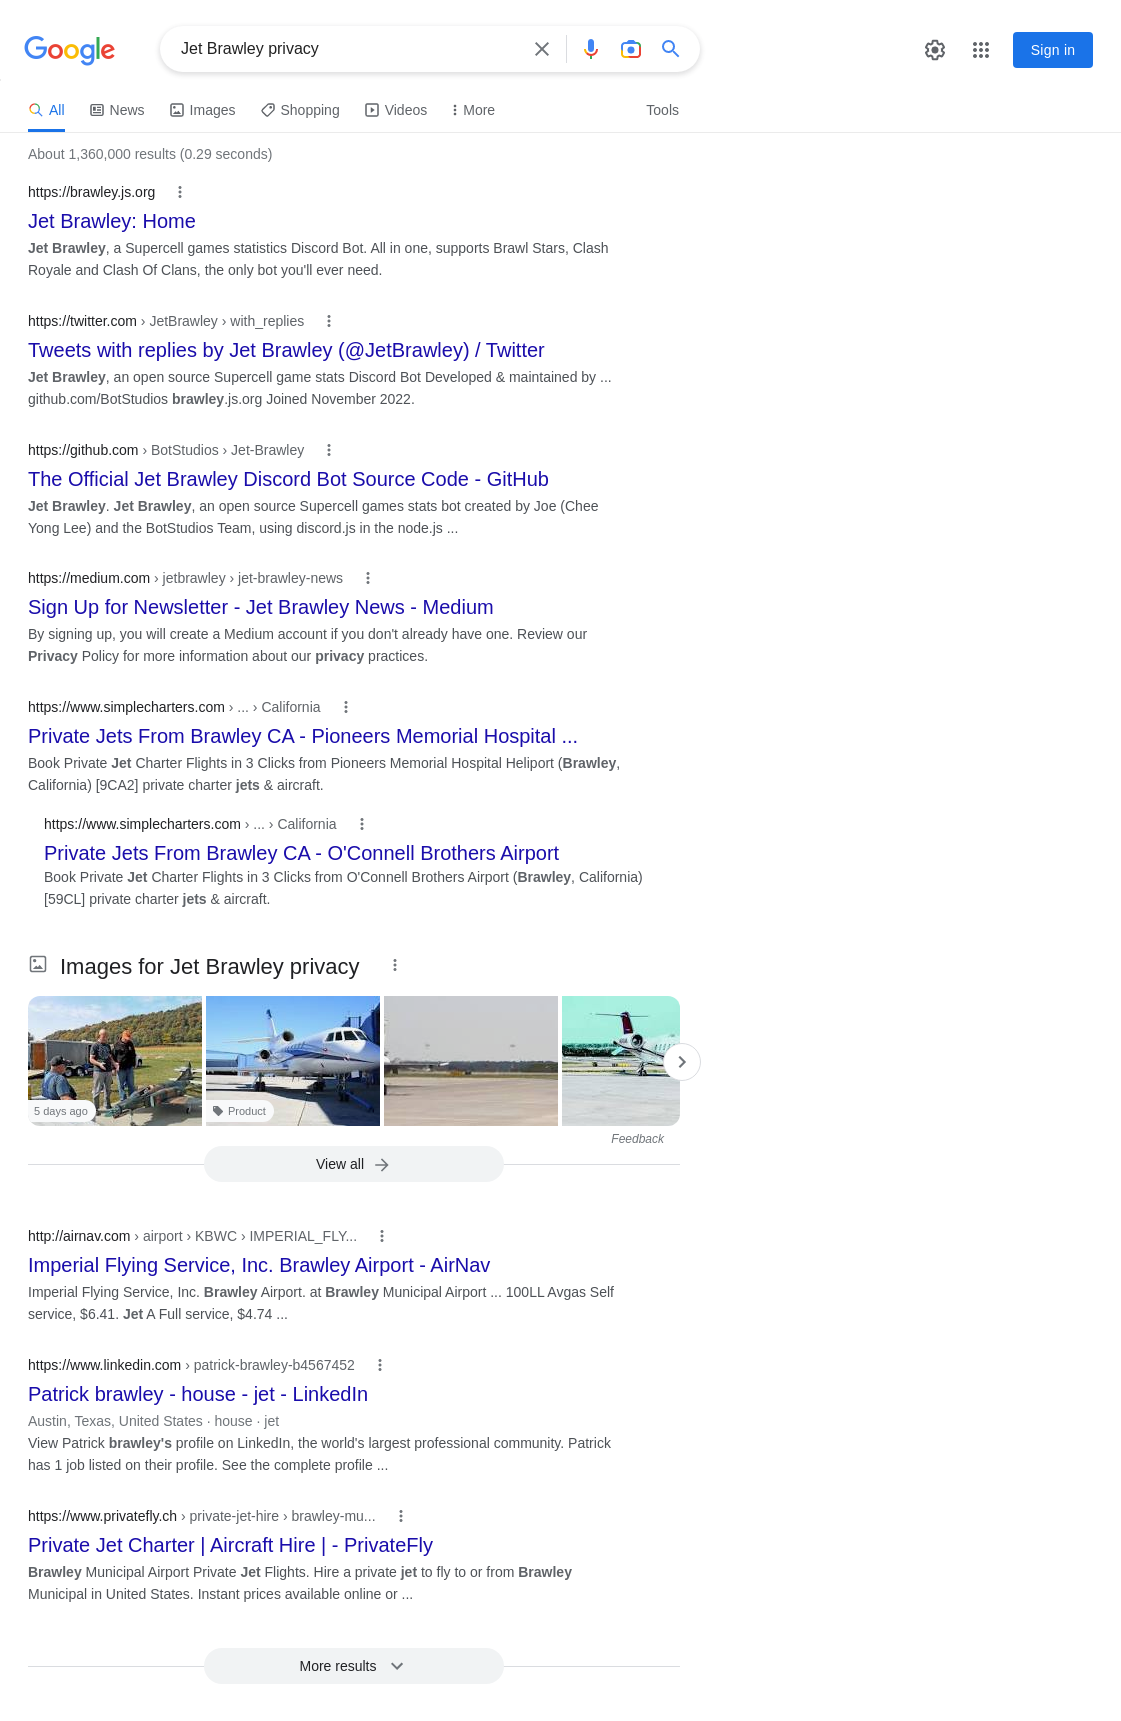 Google
Jet Brawley privacy
Sign in
All
News
Images
Shopping
Videos
More
Tools
About 1,360,000 results (0.29 seconds)
https://brawley.js.org
Jet Brawley: Home
Jet Brawley, a Supercell games statistics Discord Bot. All in one, supports Brawl Stars, Clash
Royale and Clash Of Clans, the only bot you'll ever need.
https://twitter.com › JetBrawley › with_replies
Tweets with replies by Jet Brawley (@JetBrawley) / Twitter
Jet Brawley, an open source Supercell game stats Discord Bot Developed & maintained by ...
github.com/BotStudios brawley.js.org Joined November 2022.
https://github.com › BotStudios › Jet-Brawley
The Official Jet Brawley Discord Bot Source Code - GitHub
Jet Brawley. Jet Brawley, an open source Supercell games stats bot created by Joe (Chee
Yong Lee) and the BotStudios Team, using discord.js in the node.js ...
https://medium.com › jetbrawley › jet-brawley-news
Sign Up for Newsletter - Jet Brawley News - Medium
By signing up, you will create a Medium account if you don't already have one. Review our
Privacy Policy for more information about our privacy practices.
https://www.simplecharters.com › ... › California
Private Jets From Brawley CA - Pioneers Memorial Hospital ...
Book Private Jet Charter Flights in 3 Clicks from Pioneers Memorial Hospital Heliport (Brawley,
California) [9CA2] private charter jets & aircraft.
https://www.simplecharters.com › ... › California
Private Jets From Brawley CA - O'Connell Brothers Airport
Book Private Jet Charter Flights in 3 Clicks from O'Connell Brothers Airport (Brawley, California)
[59CL] private charter jets & aircraft.
Images for Jet Brawley privacy
5 days ago
Product
Feedback
View all
http://airnav.com › airport › KBWC › IMPERIAL_FLY...
Imperial Flying Service, Inc. Brawley Airport - AirNav
Imperial Flying Service, Inc. Brawley Airport. at Brawley Municipal Airport ... 100LL Avgas Self
service, $6.41. Jet A Full service, $4.74 ...
https://www.linkedin.com › patrick-brawley-b4567452
Patrick brawley - house - jet - LinkedIn
Austin, Texas, United States · house · jet
View Patrick brawley's profile on LinkedIn, the world's largest professional community. Patrick
has 1 job listed on their profile. See the complete profile ...
https://www.privatefly.ch › private-jet-hire › brawley-mu...
Private Jet Charter | Aircraft Hire | - PrivateFly
Brawley Municipal Airport Private Jet Flights. Hire a private jet to fly to or from Brawley
Municipal in United States. Instant prices available online or ...
More results